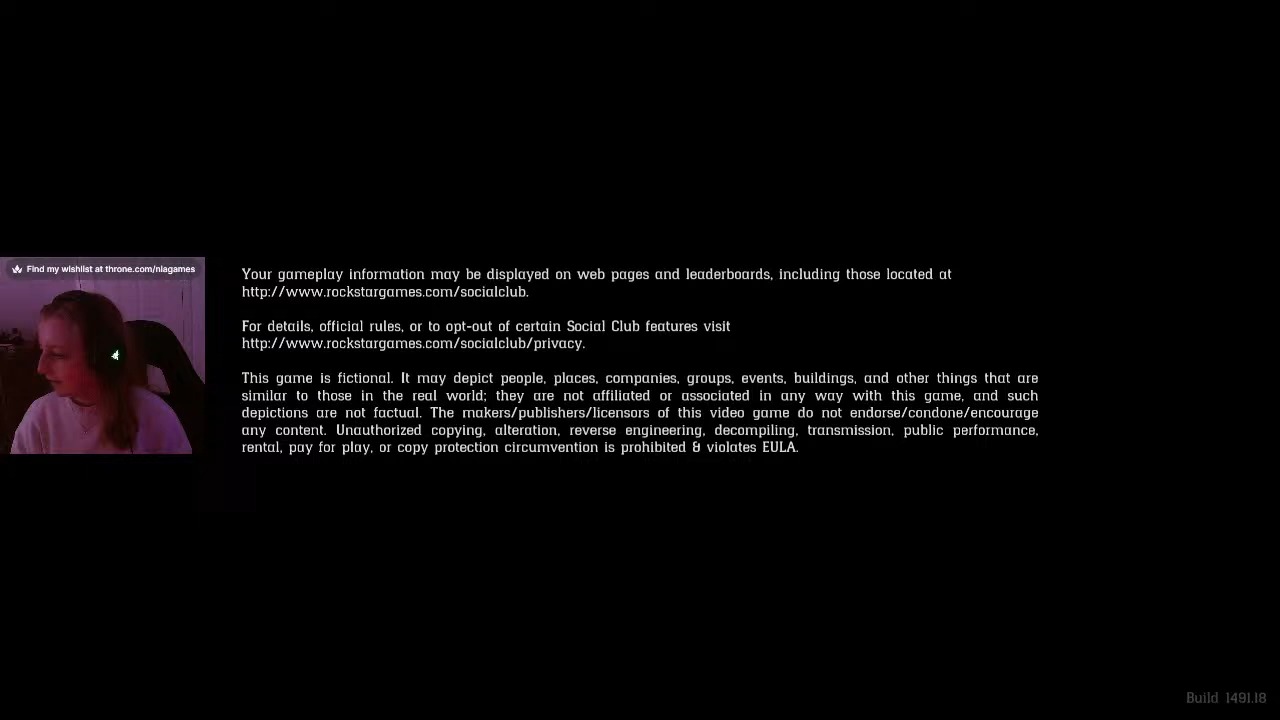 Find my wishlist at throne.com/niagames
Your gameplay information may be displayed on web pages and leaderboards, including those located at
http://www.rockstargames.com/socialclub.
For details, official rules, or to opt-out of certain Social Club features visit
http://www.rockstargames.com/socialclub/privacy.
This game is fictional. It may depict people, places, companies, groups, events, buildings, and other things that are
similar to those in the real world; they are not affiliated or associated in any way with this game, and such
depictions are not factual. The makers/publishers/licensors of this video game do not endorse/condone/encourage
any content. Unauthorized copying, alteration, reverse engineering, decompiling, transmission, public performance,
rental, pay for play, or copy protection circumvention is prohibited & violates EULA.
Build 1491.18